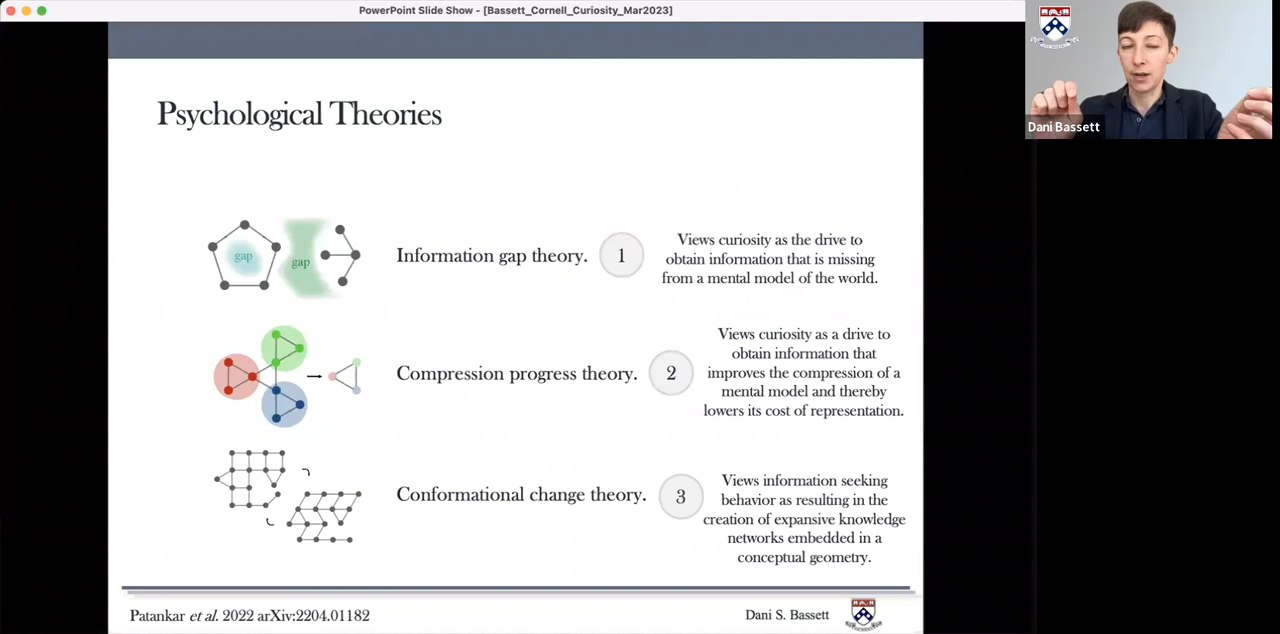 PowerPoint Slide Show - [Bassett_Cornell_Curiosity_Mar2023]
Dani Bassett
Psychological Theories
gap
gap
Information gap theory.
1
Views curiosity as the drive to
obtain information that is missing
from a mental model of the world.
Compression progress theory.
2
Views curiosity as a drive to
obtain information that
improves the compression of a
mental model and thereby
lowers its cost of representation.
Conformational change theory.
3
Views information seeking
behavior as resulting in the
creation of expansive knowledge
networks embedded in a
conceptual geometry.
Patankar et al. 2022 arXiv:2204.01182
Dani S. Bassett